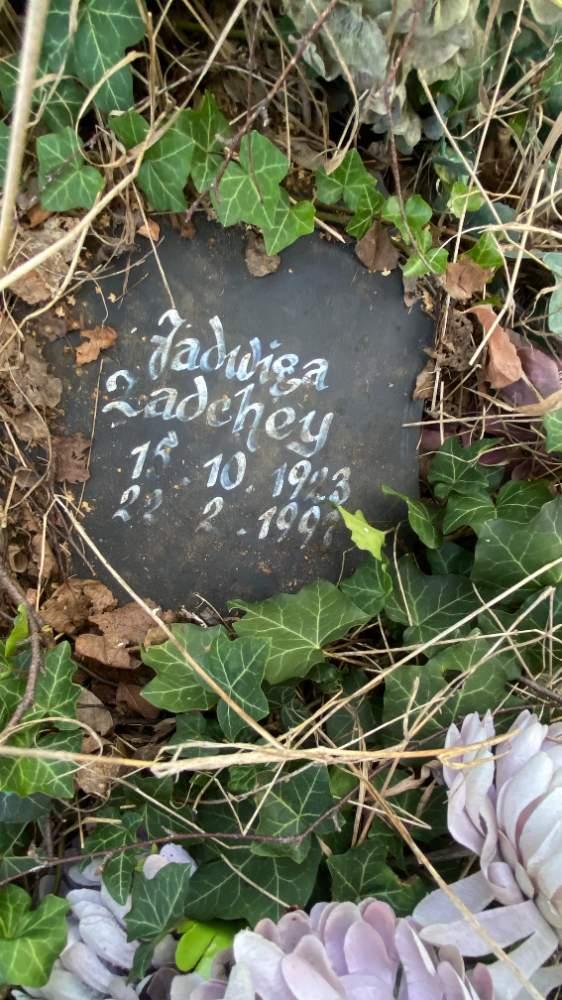 Jadwiga
Zadchey
15. 10. 1923
22. 2.